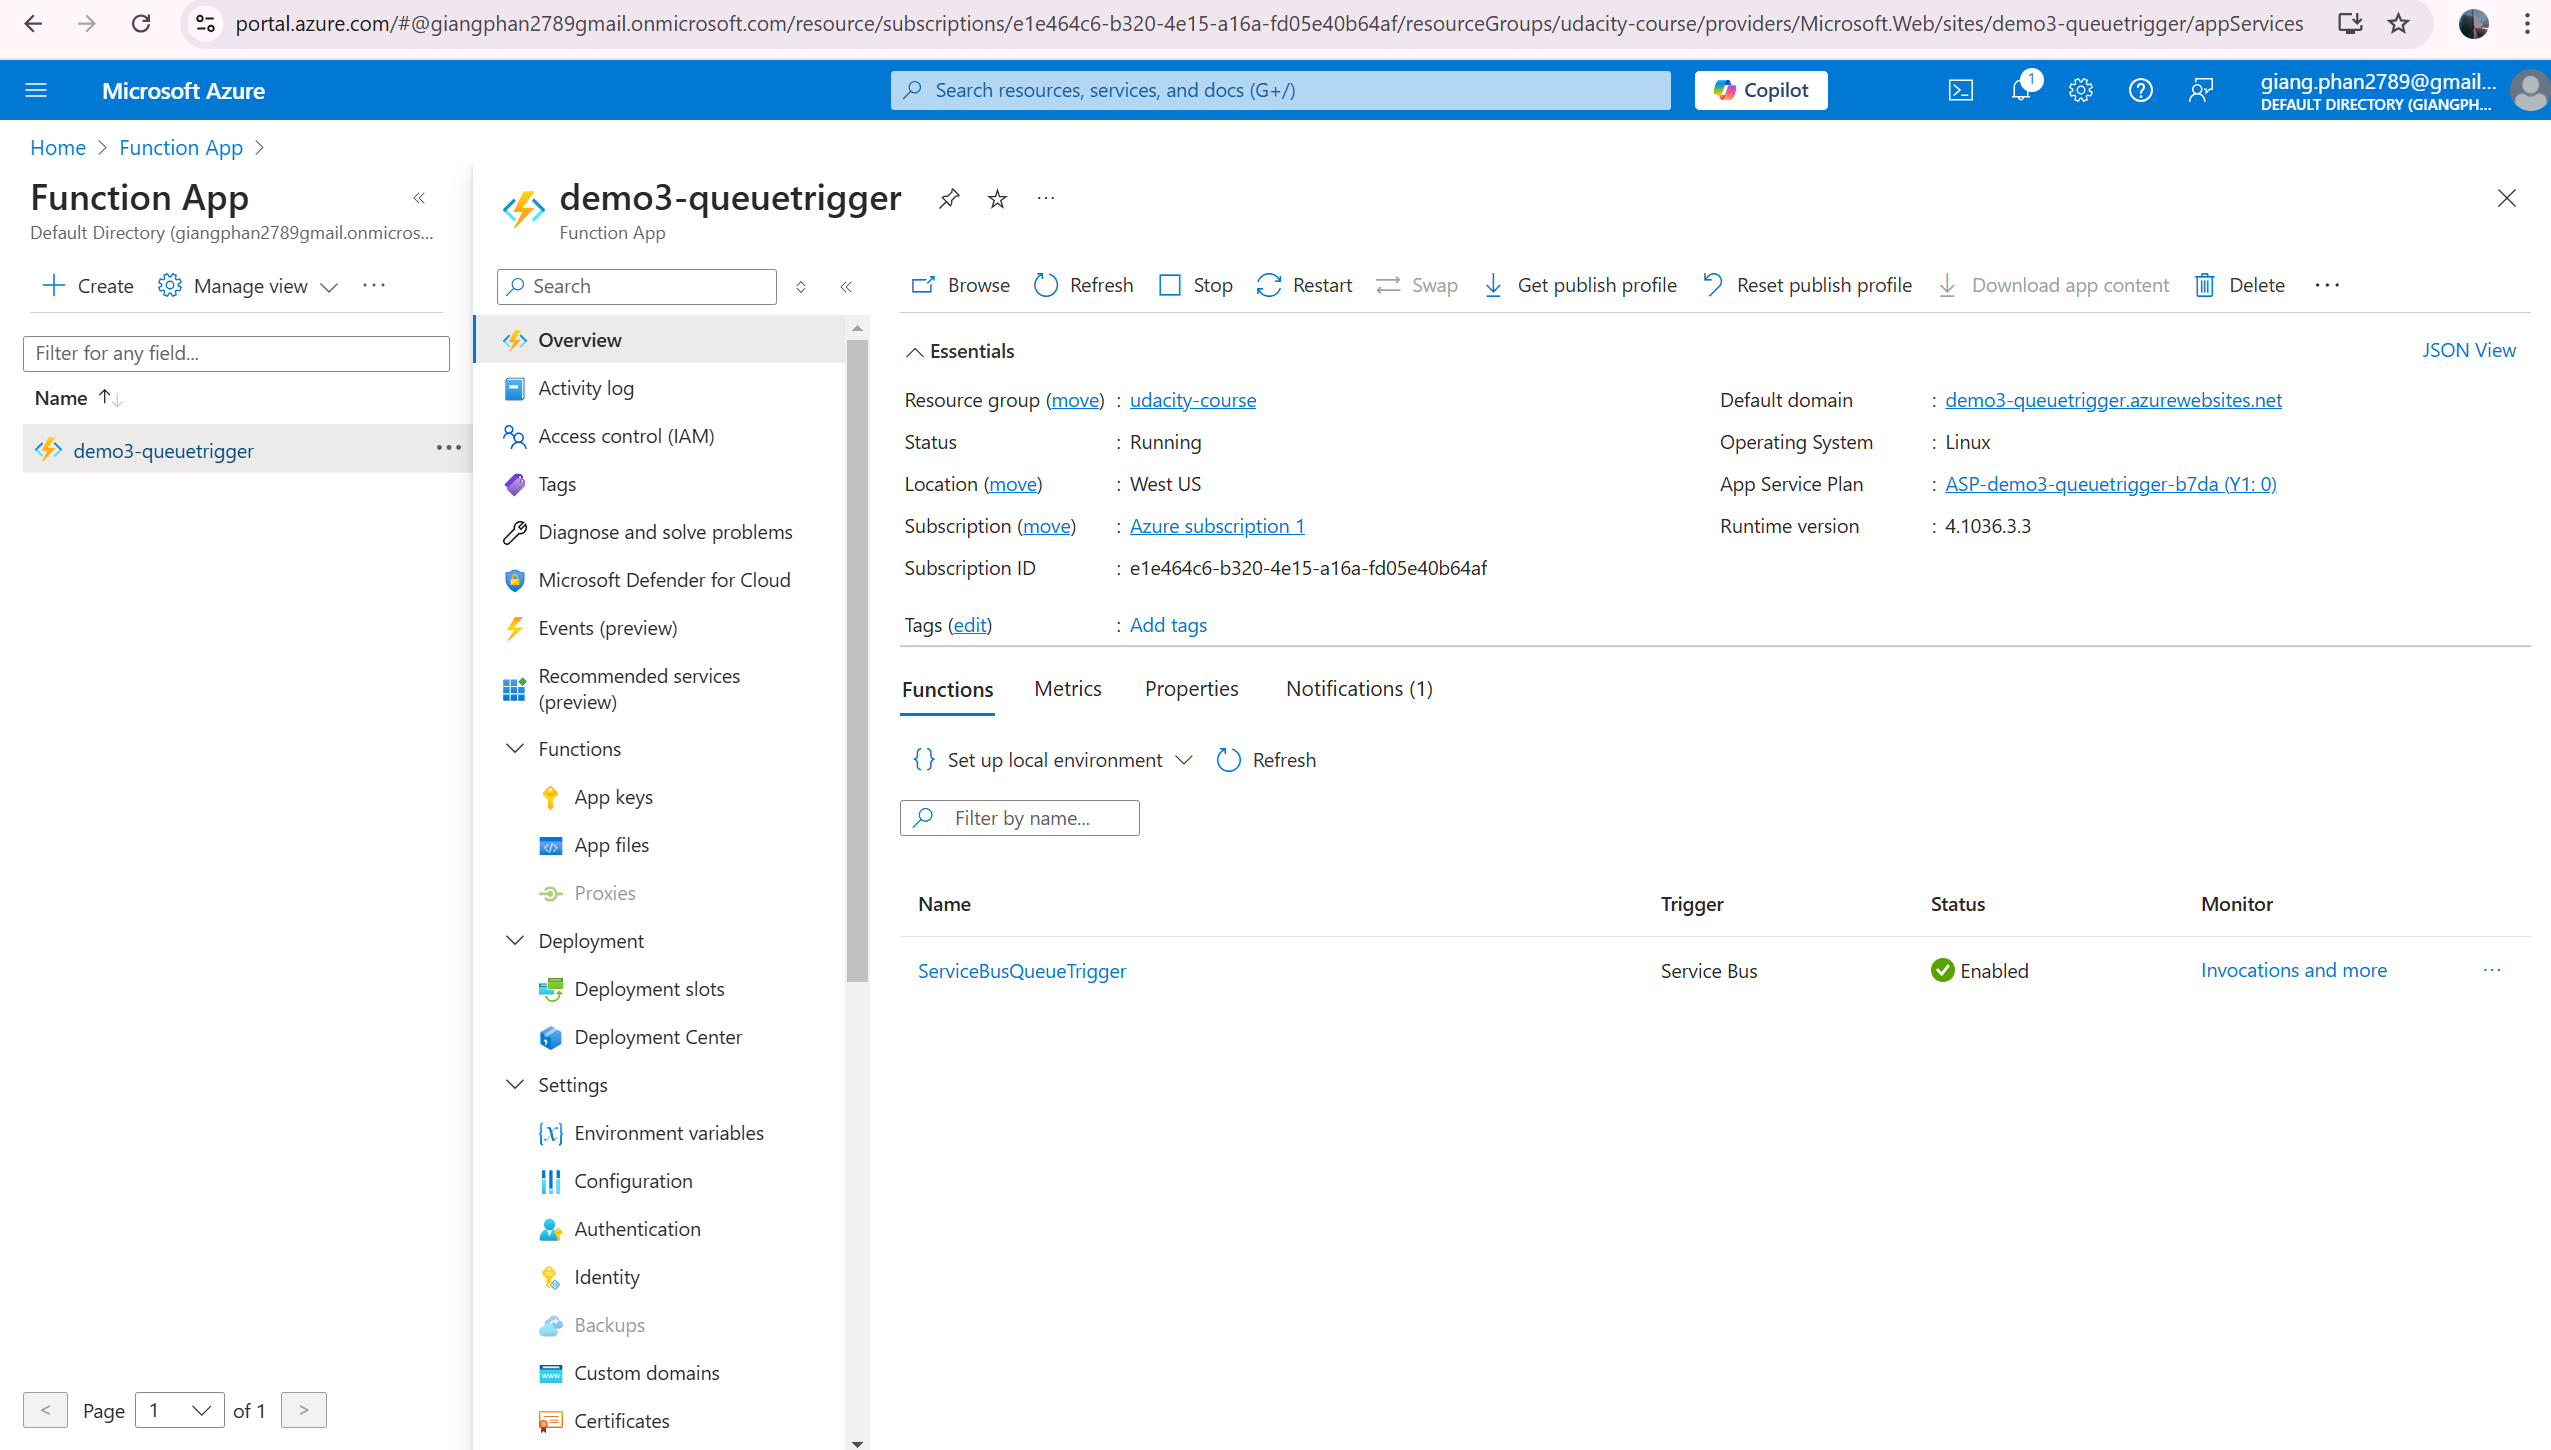 portal.azure.com/#@giangphan2789gmail.onmicrosoft.com/resource/subscriptions/e1e464c6-b320-4e15-a16a-fd05e40b64af/resourceGroups/udacity-course/providers/Microsoft.Web/sites/demo3-queuetrigger/appServices
Microsoft Azure
Search resources, services, and docs (G+/)
Copilot
1
giang.phan2789@gmail...
DEFAULT DIRECTORY (GIANGPH...
Home > Function App >
Function App
Default Directory (giangphan2789gmail.onmicros...
Create
Manage view
Filter for any field...
Name
demo3-queuetrigger
< Page 1 of 1 >
demo3-queuetrigger
Function App
Search
Overview
Activity log
Access control (IAM)
Tags
Diagnose and solve problems
Microsoft Defender for Cloud
Events (preview)
Recommended services
(preview)
Functions
App keys
App files
Proxies
Deployment
Deployment slots
Deployment Center
Settings
Environment variables
Configuration
Authentication
Identity
Backups
Custom domains
Certificates
Browse Refresh Stop Restart Swap Get publish profile Reset publish profile Download app content Delete
Essentials
JSON View
Resource group (move) : udacity-course
Status : Running
Location (move) : West US
Subscription (move) : Azure subscription 1
Subscription ID : e1e464c6-b320-4e15-a16a-fd05e40b64af
Tags (edit) : Add tags
Default domain : demo3-queuetrigger.azurewebsites.net
Operating System : Linux
App Service Plan : ASP-demo3-queuetrigger-b7da (Y1: 0)
Runtime version : 4.1036.3.3
Functions Metrics Properties Notifications (1)
Set up local environment Refresh
Filter by name...
Name Trigger Status Monitor
ServiceBusQueueTrigger Service Bus Enabled Invocations and more